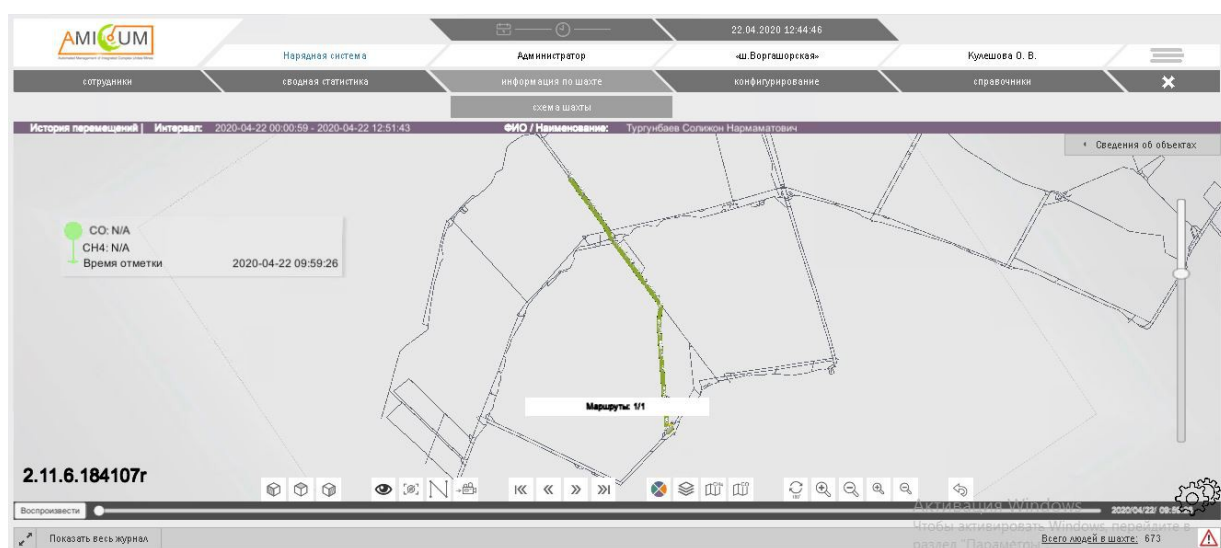 AMICUM
22.04.2020 12:44:46
Нарядная система
Администратор
«ш.Воргашорская»
Кулешова О. В.
сотрудники
сводная статистика
информация по шахте
конфигурирование
справочники
схема шахты
История перемещений | Интервал: 2020-04-22 00:00:59 - 2020-04-22 12:51:43 ФИО / Наименование: Тургунбаев Солижон Нармаматович
Сведения об объектах
CO: N/A
CH4: N/A
Время отметки 2020-04-22 09:59:26
Маршруты: 1/1
2.11.6.184107r
Воспроизвести
2020/04/22/
Активация Windows
Чтобы активировать Windows, перейдите в
раздел "Параметры
Показать весь журнал
Всего людей в шахте: 673